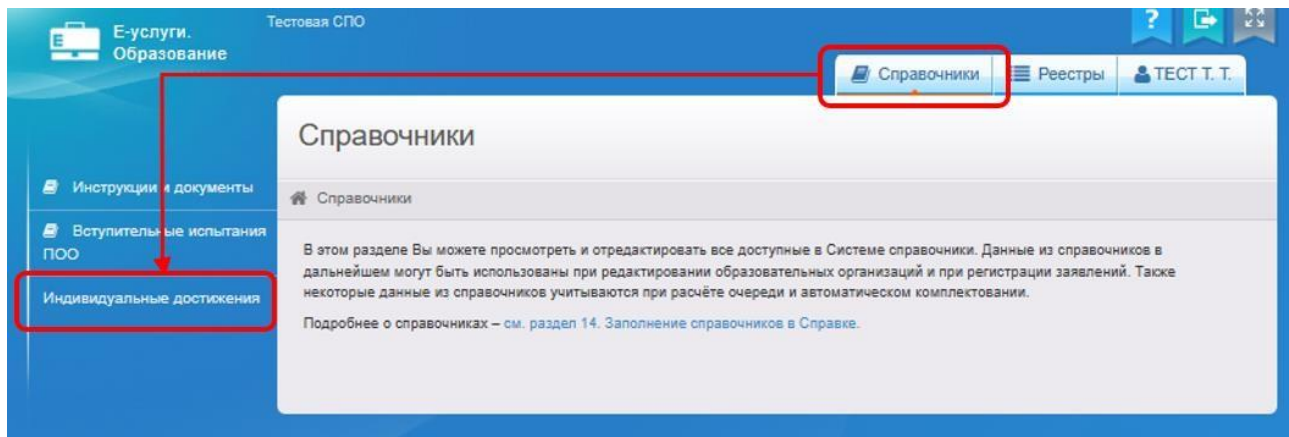 Е-услуги.
Образование
Тестовая СПО
?
Справочники
Реестры
ТЕСТ Т. Т.
Справочники
Инструкции и документы
Справочники
Вступительные испытания
ПОО
Индивидуальные достижения
В этом разделе Вы можете просмотреть и отредактировать все доступные в Системе справочники. Данные из справочников в
дальнейшем могут быть использованы при редактировании образовательных организаций и при регистрации заявлений. Также
некоторые данные из справочников учитываются при расчёте очереди и автоматическом комплектовании.
Подробнее о справочниках – см. раздел 14. Заполнение справочников в Справке.